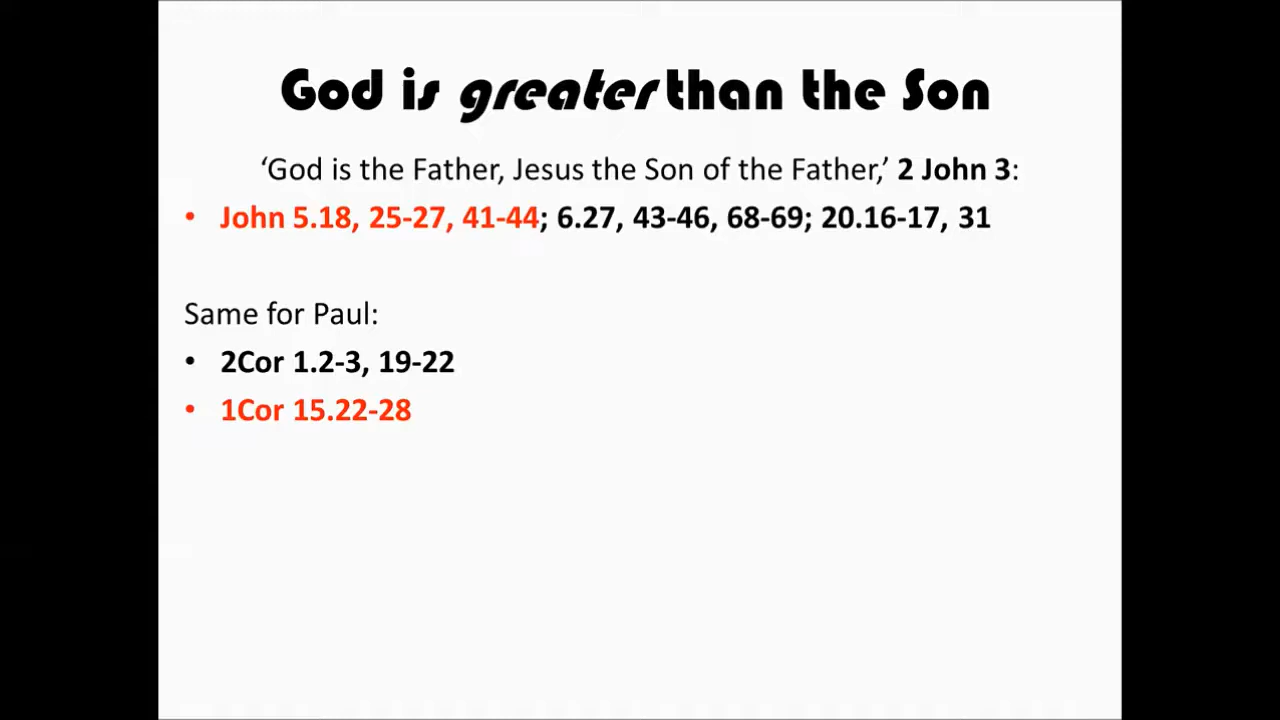 God is greater than the Son
‘God is the Father, Jesus the Son of the Father,’ 2 John 3:
• John 5.18, 25-27, 41-44; 6.27, 43-46, 68-69; 20.16-17, 31
Same for Paul:
• 2Cor 1.2-3, 19-22
• 1Cor 15.22-28